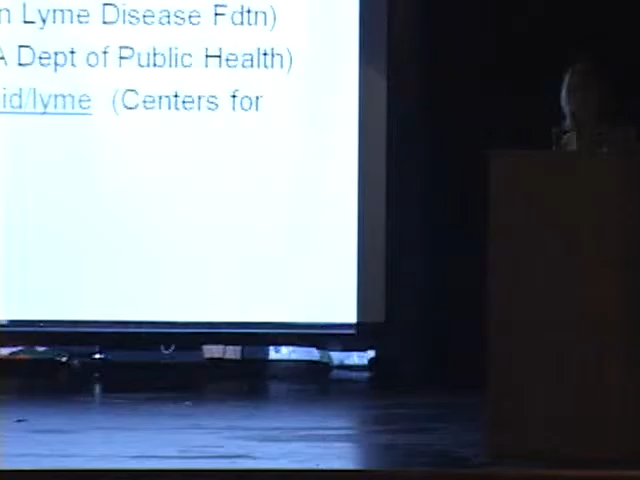 n Lyme Disease Fdtn)
A Dept of Public Health)
id/lyme (Centers for